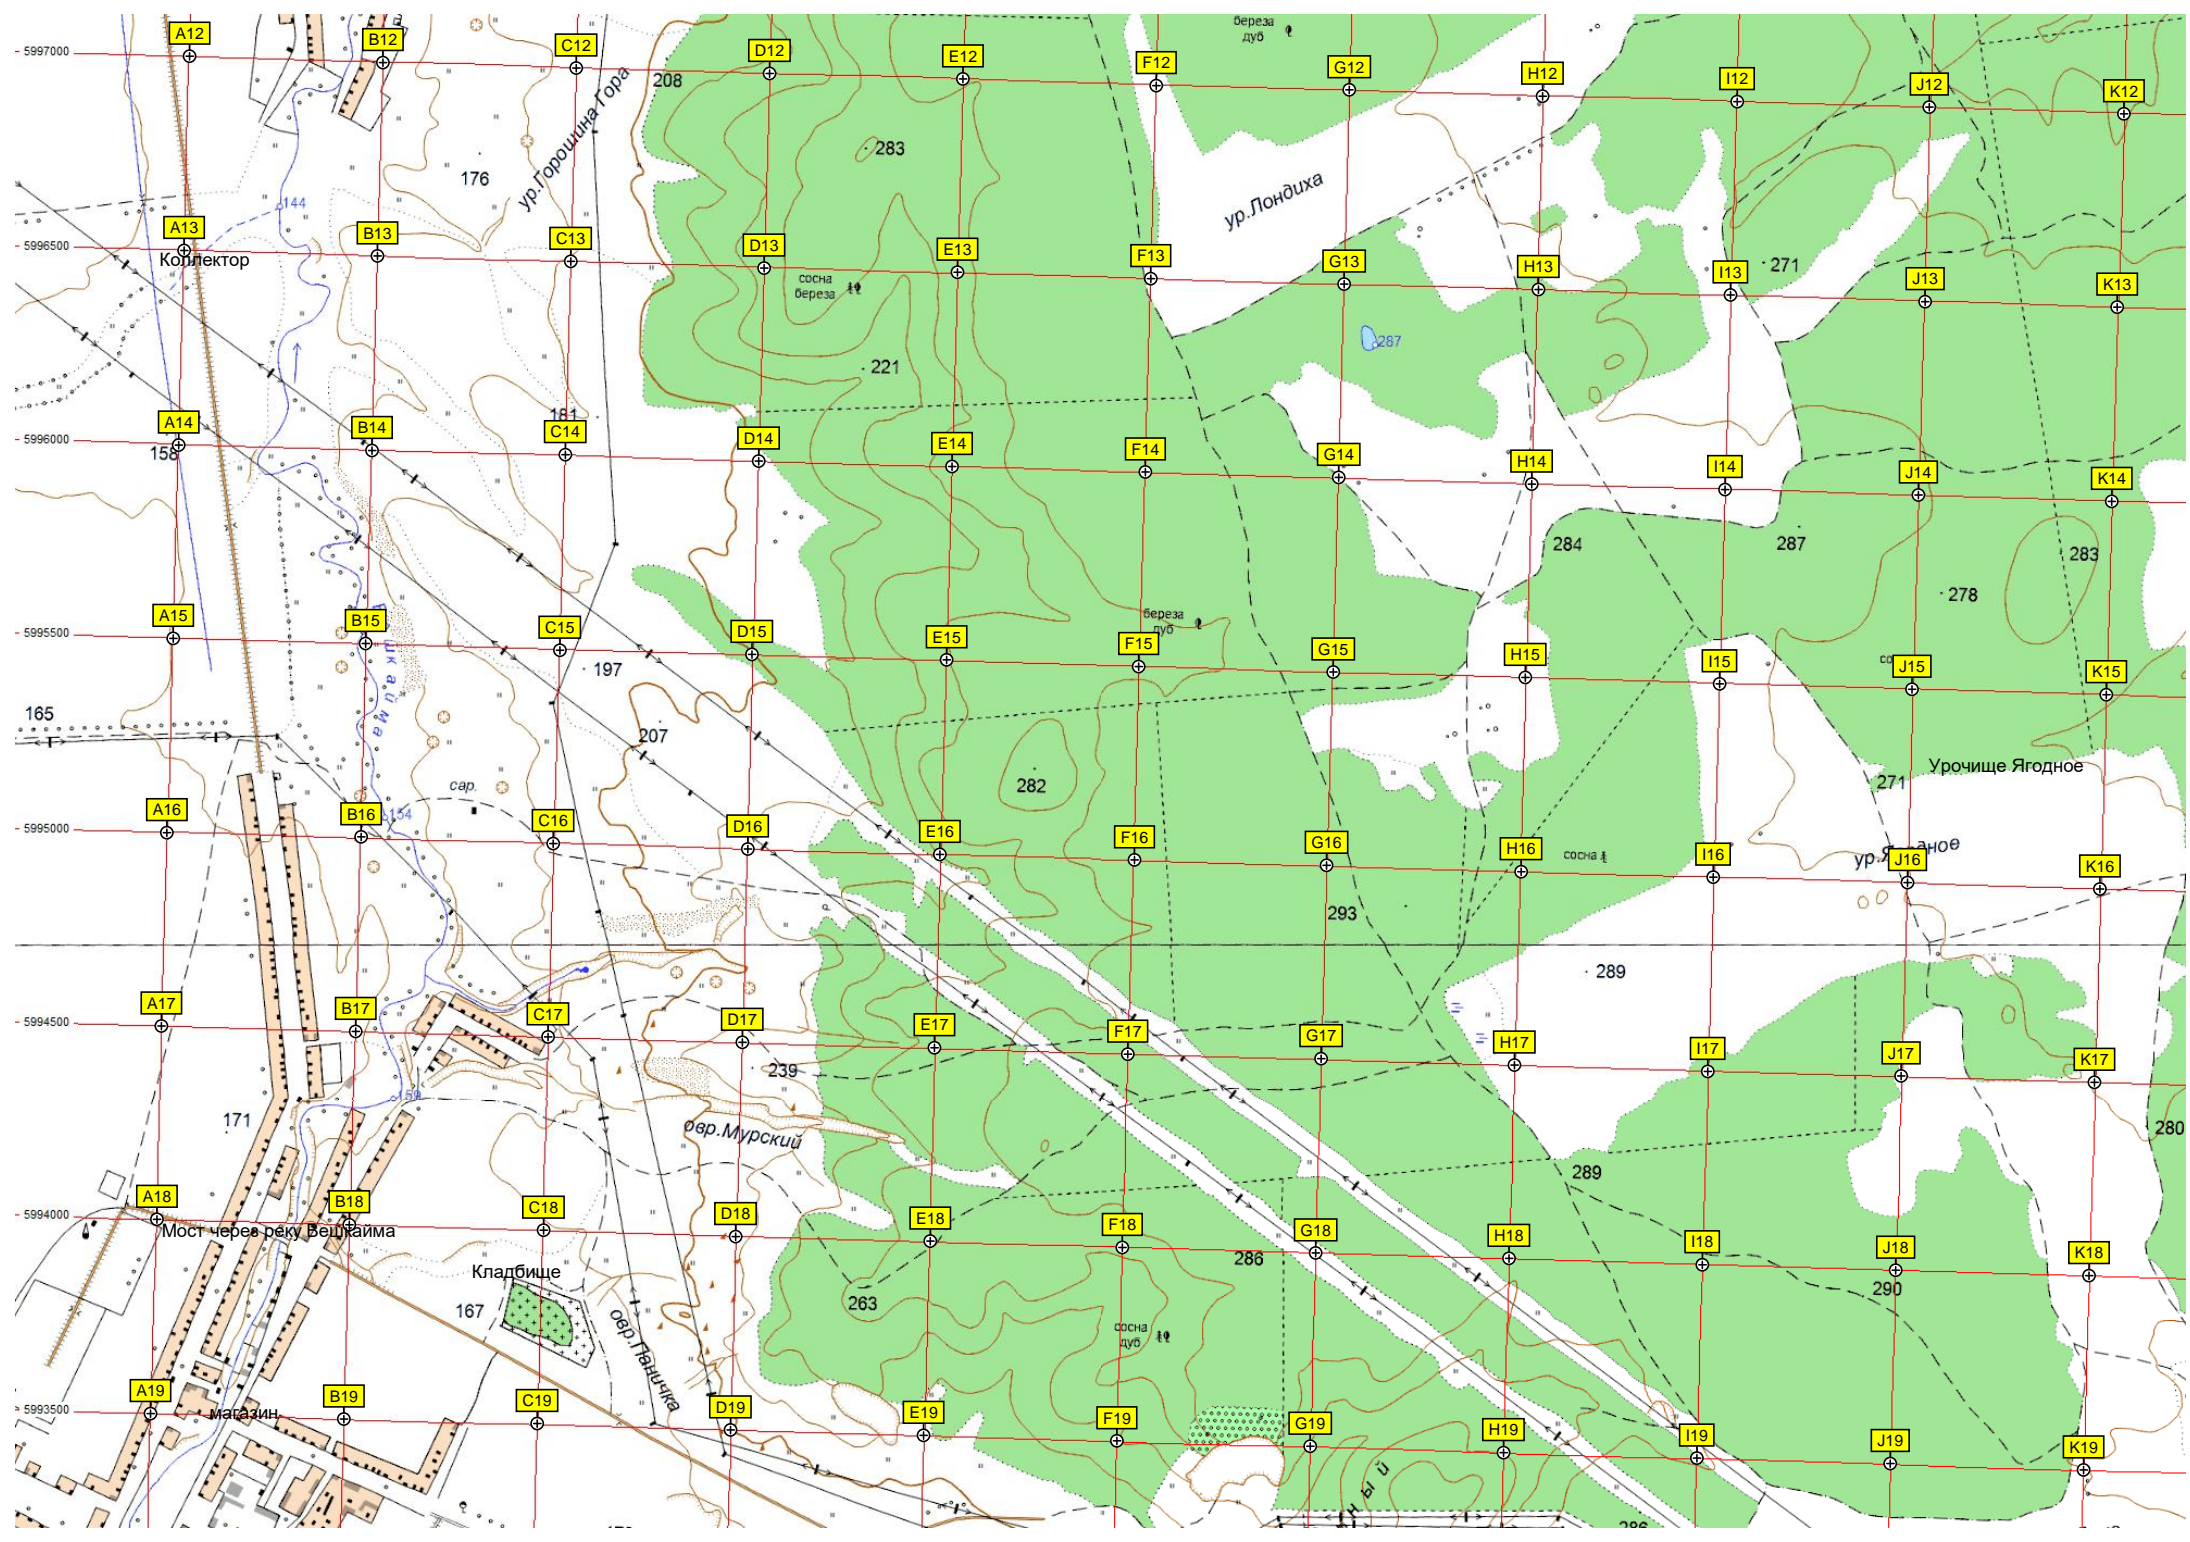 5997000
A12
B12
C12
D12
E12
F12
G12
H12
I12
J12
K12
береза
дуб
208
283
176
144
ур.Горошина Гора
ур.Лондиха
5996500
A13
B13
C13
D13
E13
F13
G13
H13
I13
J13
K13
Коллектор
сосна
береза
271
287
221
181
5996000
A14
B14
C14
D14
E14
F14
G14
H14
I14
J14
K14
158
284
287
283
278
береза
дуб
5995500
A15
B15
C15
D15
E15
F15
G15
H15
I15
J15
K15
197
165
207
282
сар.
271
Урочище Ягодное
5995000
A16
B16
C16
D16
E16
F16
G16
H16
I16
J16
K16
154
сосна
293
289
5994500
A17
B17
C17
D17
E17
F17
G17
H17
I17
J17
K17
239
159
171
овр.Мурский
280
289
5994000
A18
B18
C18
D18
E18
F18
G18
H18
I18
J18
K18
Мост через реку Вешкайма
286
290
Кладбище
263
167
сосна
дуб
овр.Паничка
5993500
A19
B19
C19
D19
E19
F19
G19
H19
I19
J19
K19
магазин
ный